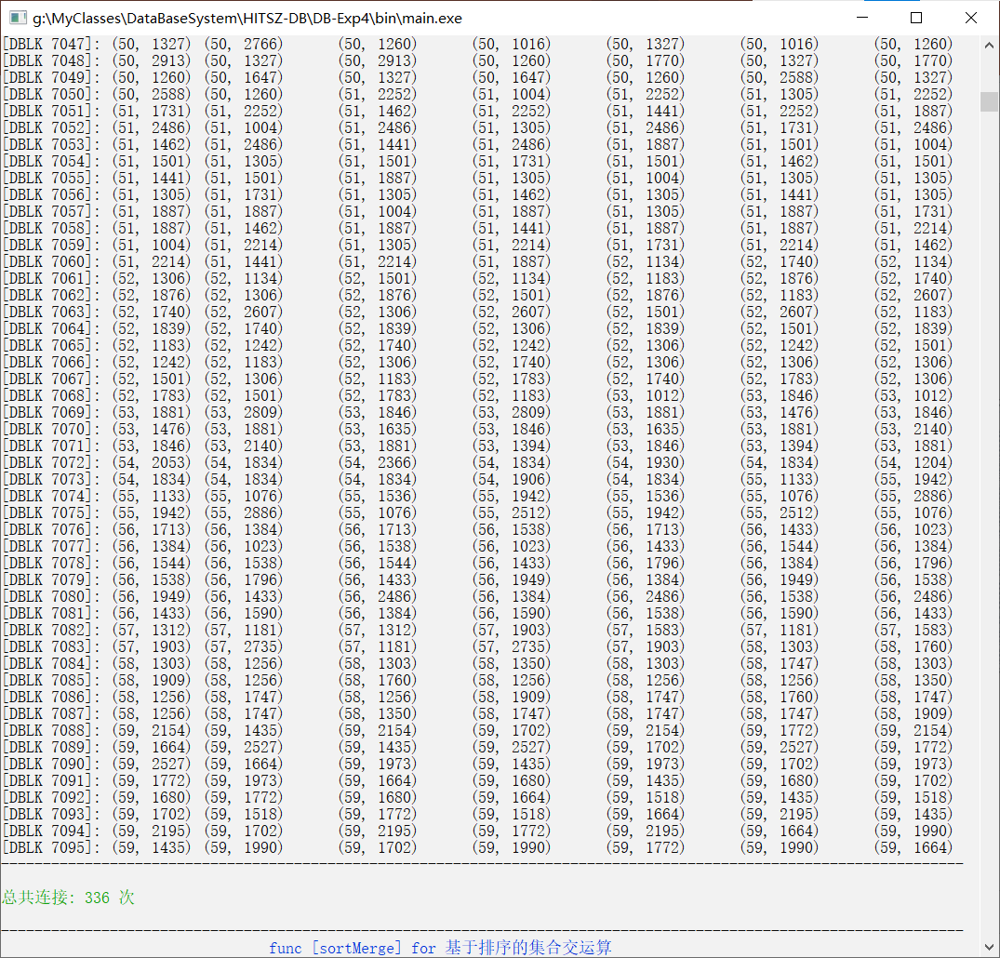 g:\MyClasses\DataBaseSystem\HITSZ-DB\DB-Exp4\bin\main.exe
[DBLK 7047]: (50, 1327) (50, 2766) (50, 1260) (50, 1016) (50, 1327) (50, 1016) (50, 1260)
[DBLK 7048]: (50, 2913) (50, 1327) (50, 2913) (50, 1260) (50, 1770) (50, 1327) (50, 1770)
[DBLK 7049]: (50, 1260) (50, 1647) (50, 1327) (50, 1647) (50, 1260) (50, 2588) (50, 1327)
[DBLK 7050]: (50, 2588) (50, 1260) (51, 2252) (51, 1004) (51, 2252) (51, 1305) (51, 2252)
[DBLK 7051]: (51, 1731) (51, 2252) (51, 1462) (51, 2252) (51, 1441) (51, 2252) (51, 1887)
[DBLK 7052]: (51, 2486) (51, 1004) (51, 2486) (51, 1305) (51, 2486) (51, 1731) (51, 2486)
[DBLK 7053]: (51, 1462) (51, 2486) (51, 1441) (51, 2486) (51, 1887) (51, 1501) (51, 1004)
[DBLK 7054]: (51, 1501) (51, 1305) (51, 1501) (51, 1731) (51, 1501) (51, 1462) (51, 1501)
[DBLK 7055]: (51, 1441) (51, 1501) (51, 1887) (51, 1305) (51, 1004) (51, 1305) (51, 1305)
[DBLK 7056]: (51, 1305) (51, 1731) (51, 1305) (51, 1462) (51, 1305) (51, 1441) (51, 1305)
[DBLK 7057]: (51, 1887) (51, 1887) (51, 1004) (51, 1887) (51, 1305) (51, 1887) (51, 1731)
[DBLK 7058]: (51, 1887) (51, 1462) (51, 1887) (51, 1441) (51, 1887) (51, 1887) (51, 2214)
[DBLK 7059]: (51, 1004) (51, 2214) (51, 1305) (51, 2214) (51, 1731) (51, 2214) (51, 1462)
[DBLK 7060]: (51, 2214) (51, 1441) (51, 2214) (51, 1887) (52, 1134) (52, 1740) (52, 1134)
[DBLK 7061]: (52, 1306) (52, 1134) (52, 1501) (52, 1134) (52, 1183) (52, 1876) (52, 1740)
[DBLK 7062]: (52, 1876) (52, 1306) (52, 1876) (52, 1501) (52, 1876) (52, 1183) (52, 2607)
[DBLK 7063]: (52, 1740) (52, 2607) (52, 1306) (52, 2607) (52, 1501) (52, 2607) (52, 1183)
[DBLK 7064]: (52, 1839) (52, 1740) (52, 1839) (52, 1306) (52, 1839) (52, 1501) (52, 1839)
[DBLK 7065]: (52, 1183) (52, 1242) (52, 1740) (52, 1242) (52, 1306) (52, 1242) (52, 1501)
[DBLK 7066]: (52, 1242) (52, 1183) (52, 1306) (52, 1740) (52, 1306) (52, 1306) (52, 1306)
[DBLK 7067]: (52, 1501) (52, 1306) (52, 1183) (52, 1783) (52, 1740) (52, 1783) (52, 1306)
[DBLK 7068]: (52, 1783) (52, 1501) (52, 1783) (52, 1183) (53, 1012) (53, 1846) (53, 1012)
[DBLK 7069]: (53, 1881) (53, 2809) (53, 1846) (53, 2809) (53, 1881) (53, 1476) (53, 1846)
[DBLK 7070]: (53, 1476) (53, 1881) (53, 1635) (53, 1846) (53, 1635) (53, 1881) (53, 2140)
[DBLK 7071]: (53, 1846) (53, 2140) (53, 1881) (53, 1394) (53, 1846) (53, 1394) (53, 1881)
[DBLK 7072]: (54, 2053) (54, 1834) (54, 2366) (54, 1834) (54, 1930) (54, 1834) (54, 1204)
[DBLK 7073]: (54, 1834) (54, 1834) (54, 1834) (54, 1906) (54, 1834) (55, 1133) (55, 1942)
[DBLK 7074]: (55, 1133) (55, 1076) (55, 1536) (55, 1942) (55, 1536) (55, 1076) (55, 2886)
[DBLK 7075]: (55, 1942) (55, 2886) (55, 1076) (55, 2512) (55, 1942) (55, 2512) (55, 1076)
[DBLK 7076]: (56, 1713) (56, 1384) (56, 1713) (56, 1538) (56, 1713) (56, 1433) (56, 1023)
[DBLK 7077]: (56, 1384) (56, 1023) (56, 1538) (56, 1023) (56, 1433) (56, 1544) (56, 1384)
[DBLK 7078]: (56, 1544) (56, 1538) (56, 1544) (56, 1433) (56, 1796) (56, 1384) (56, 1796)
[DBLK 7079]: (56, 1538) (56, 1796) (56, 1433) (56, 1949) (56, 1384) (56, 1949) (56, 1538)
[DBLK 7080]: (56, 1949) (56, 1433) (56, 2486) (56, 1384) (56, 2486) (56, 1538) (56, 2486)
[DBLK 7081]: (56, 1433) (56, 1590) (56, 1384) (56, 1590) (56, 1538) (56, 1590) (56, 1433)
[DBLK 7082]: (57, 1312) (57, 1181) (57, 1312) (57, 1903) (57, 1583) (57, 1181) (57, 1583)
[DBLK 7083]: (57, 1903) (57, 2735) (57, 1181) (57, 2735) (57, 1903) (58, 1303) (58, 1760)
[DBLK 7084]: (58, 1303) (58, 1256) (58, 1303) (58, 1350) (58, 1303) (58, 1747) (58, 1303)
[DBLK 7085]: (58, 1909) (58, 1256) (58, 1760) (58, 1256) (58, 1256) (58, 1256) (58, 1350)
[DBLK 7086]: (58, 1256) (58, 1747) (58, 1256) (58, 1909) (58, 1747) (58, 1760) (58, 1747)
[DBLK 7087]: (58, 1256) (58, 1747) (58, 1350) (58, 1747) (58, 1747) (58, 1747) (58, 1909)
[DBLK 7088]: (59, 2154) (59, 1435) (59, 2154) (59, 1702) (59, 2154) (59, 1772) (59, 2154)
[DBLK 7089]: (59, 1664) (59, 2527) (59, 1435) (59, 2527) (59, 1702) (59, 2527) (59, 1772)
[DBLK 7090]: (59, 2527) (59, 1664) (59, 1973) (59, 1435) (59, 1973) (59, 1702) (59, 1973)
[DBLK 7091]: (59, 1772) (59, 1973) (59, 1664) (59, 1680) (59, 1435) (59, 1680) (59, 1702)
[DBLK 7092]: (59, 1680) (59, 1772) (59, 1680) (59, 1664) (59, 1518) (59, 1435) (59, 1518)
[DBLK 7093]: (59, 1702) (59, 1518) (59, 1772) (59, 1518) (59, 1664) (59, 2195) (59, 1435)
[DBLK 7094]: (59, 2195) (59, 1702) (59, 2195) (59, 1772) (59, 2195) (59, 1664) (59, 1990)
[DBLK 7095]: (59, 1435) (59, 1990) (59, 1702) (59, 1990) (59, 1772) (59, 1990) (59, 1664)
总共连接: 336 次
func [sortMerge] for 基于排序的集合交运算